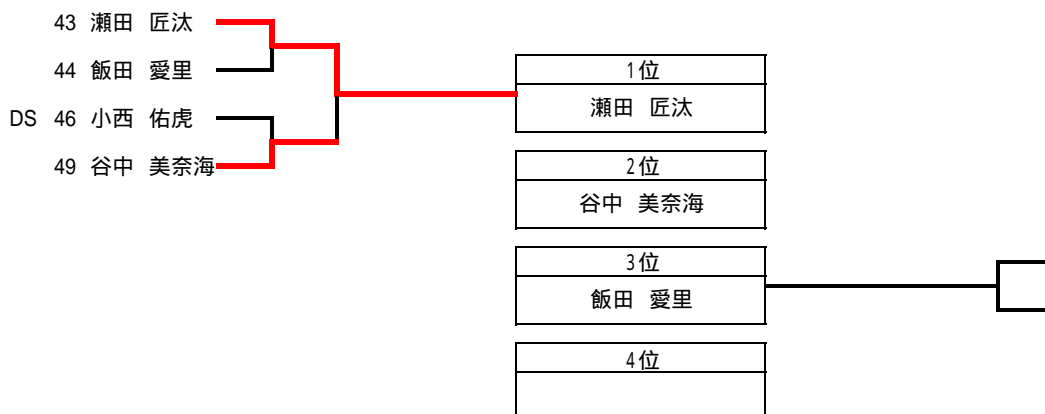 43 瀬田 匠汰
44 飯田 愛里
DS 46 小西 佑虎
49 谷中 美奈海
1位
瀬田 匠汰
2位
谷中 美奈海
3位
飯田 愛里
4位